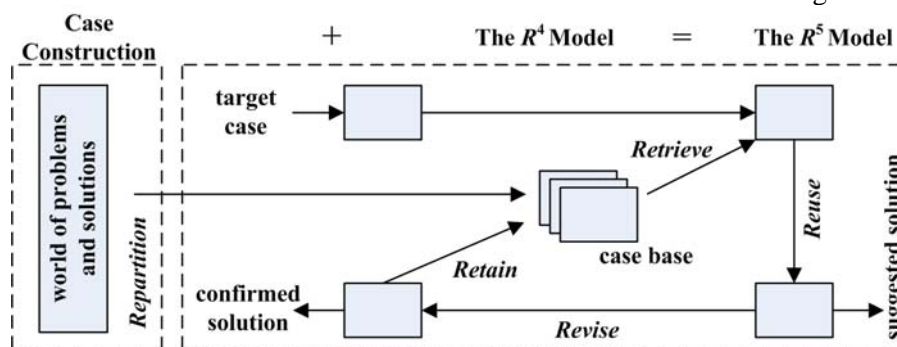 Case
Construction
+ The R⁴ Model = The R⁵ Model
world of problems
and solutions
Repartition
target
case
Retrieve
Reuse
suggested solution
case base
Retain
confirmed
solution
Revise